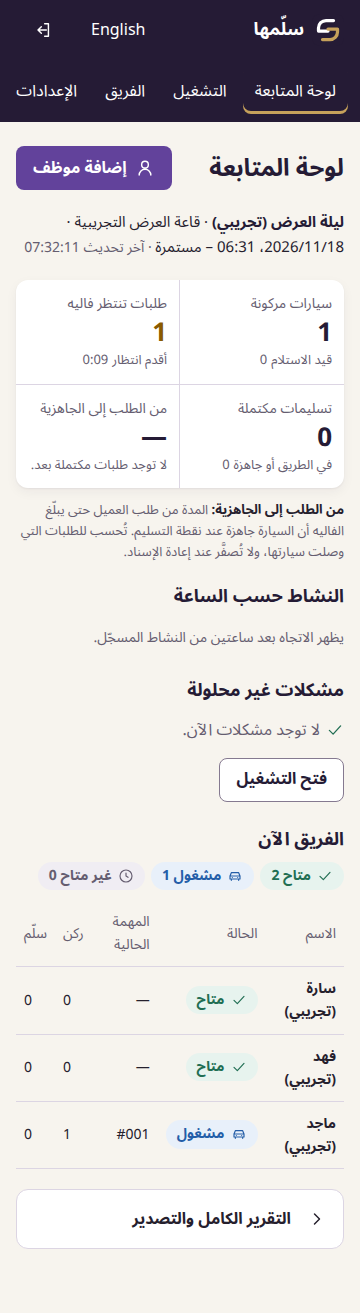 سلّمها
English
لوحة المتابعة
التشغيل
الفريق
الإعدادات
لوحة المتابعة
إضافة موظف
ليلة العرض (تجريبي) · قاعة العرض التجريبية ·
2026/11/18، 06:31 – مستمرة · آخر تحديث 07:32:11
سيارات مركونة
1
قيد الاستلام 0
طلبات تنتظر فاليه
1
أقدم انتظار 0:09
تسليمات مكتملة
0
في الطريق أو جاهزة 0
من الطلب إلى الجاهزية
—
لا توجد طلبات مكتملة بعد.
من الطلب إلى الجاهزية: المدة من طلب العميل حتى يبلّغ
الفاليه أن السيارة جاهزة عند نقطة التسليم. تُحسب للطلبات التي
وصلت سيارتها، ولا تُصفَّر عند إعادة الإسناد.
النشاط حسب الساعة
يظهر الاتجاه بعد ساعتين من النشاط المسجّل.
مشكلات غير محلولة
لا توجد مشكلات الآن.
فتح التشغيل
الفريق الآن
متاح 2
مشغول 1
غير متاح 0
الاسم الحالة المهمة الحالية ركن سلّم
سارة (تجريبي) متاح — 0 0
فهد (تجريبي) متاح — 0 0
ماجد (تجريبي) مشغول #001 1 0
التقرير الكامل والتصدير